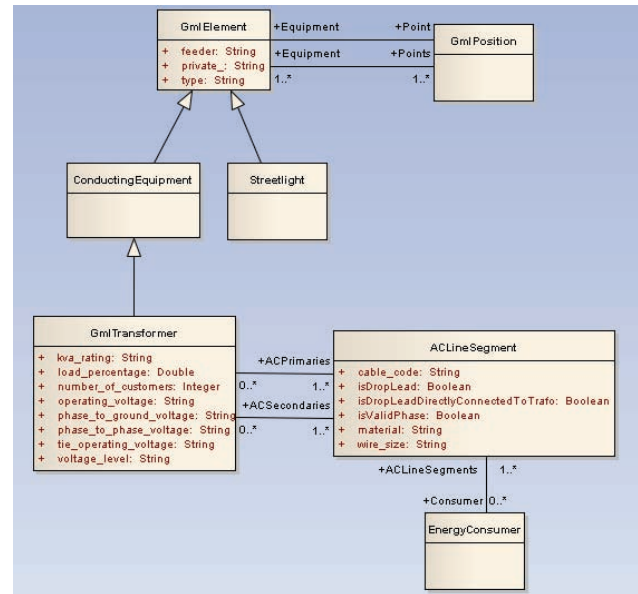 GmlElement
+ feeder: String
+ private_: String
+ type: String
+Equipment
+Point
+Equipment
+Points
1..*
1..*
GmlPosition
ConductingEquipment
Streetlight
GmlTransformer
+ kva_rating: String
+ load_percentage: Double
+ number_of_customers: Integer
+ operating_voltage: String
+ phase_to_ground_voltage: String
+ phase_to_phase_voltage: String
+ tie_operating_voltage: String
+ voltage_level: String
+ACPrimaries
0..*
1..*
+ACSecondaries
0..*
1..*
ACLineSegment
+ cable_code: String
+ isDropLead: Boolean
+ isDropLeadDirectlyConnectedToTrafo: Boolean
+ isValidPhase: Boolean
+ material: String
+ wire_size: String
+ACLineSegments
1..*
+Consumer
0..*
EnergyConsumer